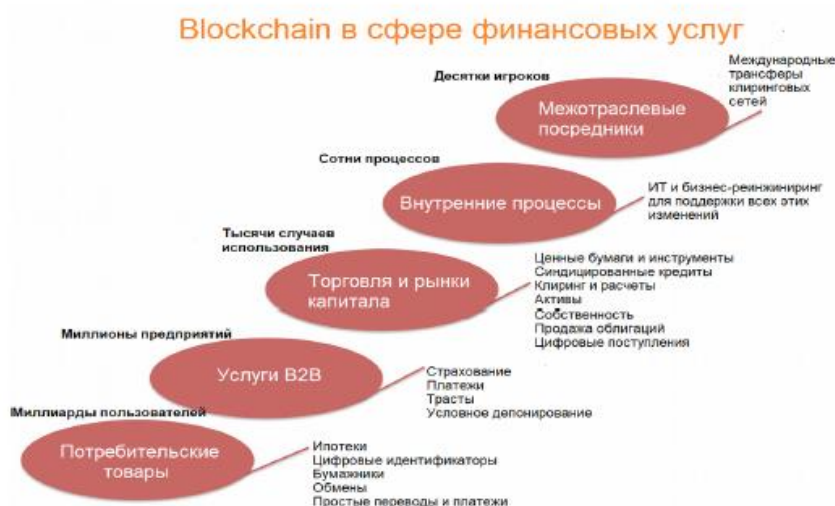 Blockchain в сфере финансовых услуг
Десятки игроков
Межотраслевые
посредники
Международные
трансферы
клиринговых
сетей
Сотни процессов
Внутренние процессы
ИТ и бизнес-реинжиниринг
для поддержки всех этих
изменений
Тысячи случаев
использования
Торговля и рынки
капитала
Ценные бумаги и инструменты
Синдицированные кредиты
Клиринг и расчеты
Активы
Собственность
Продажа облигаций
Цифровые поступления
Миллионы предприятий
Услуги B2B
Страхование
Платежи
Трасты
Условное депонирование
Миллиарды пользователей
Потребительские
товары
Ипотеки
Цифровые идентификаторы
Бумажники
Обмены
Простые переводы и платежи